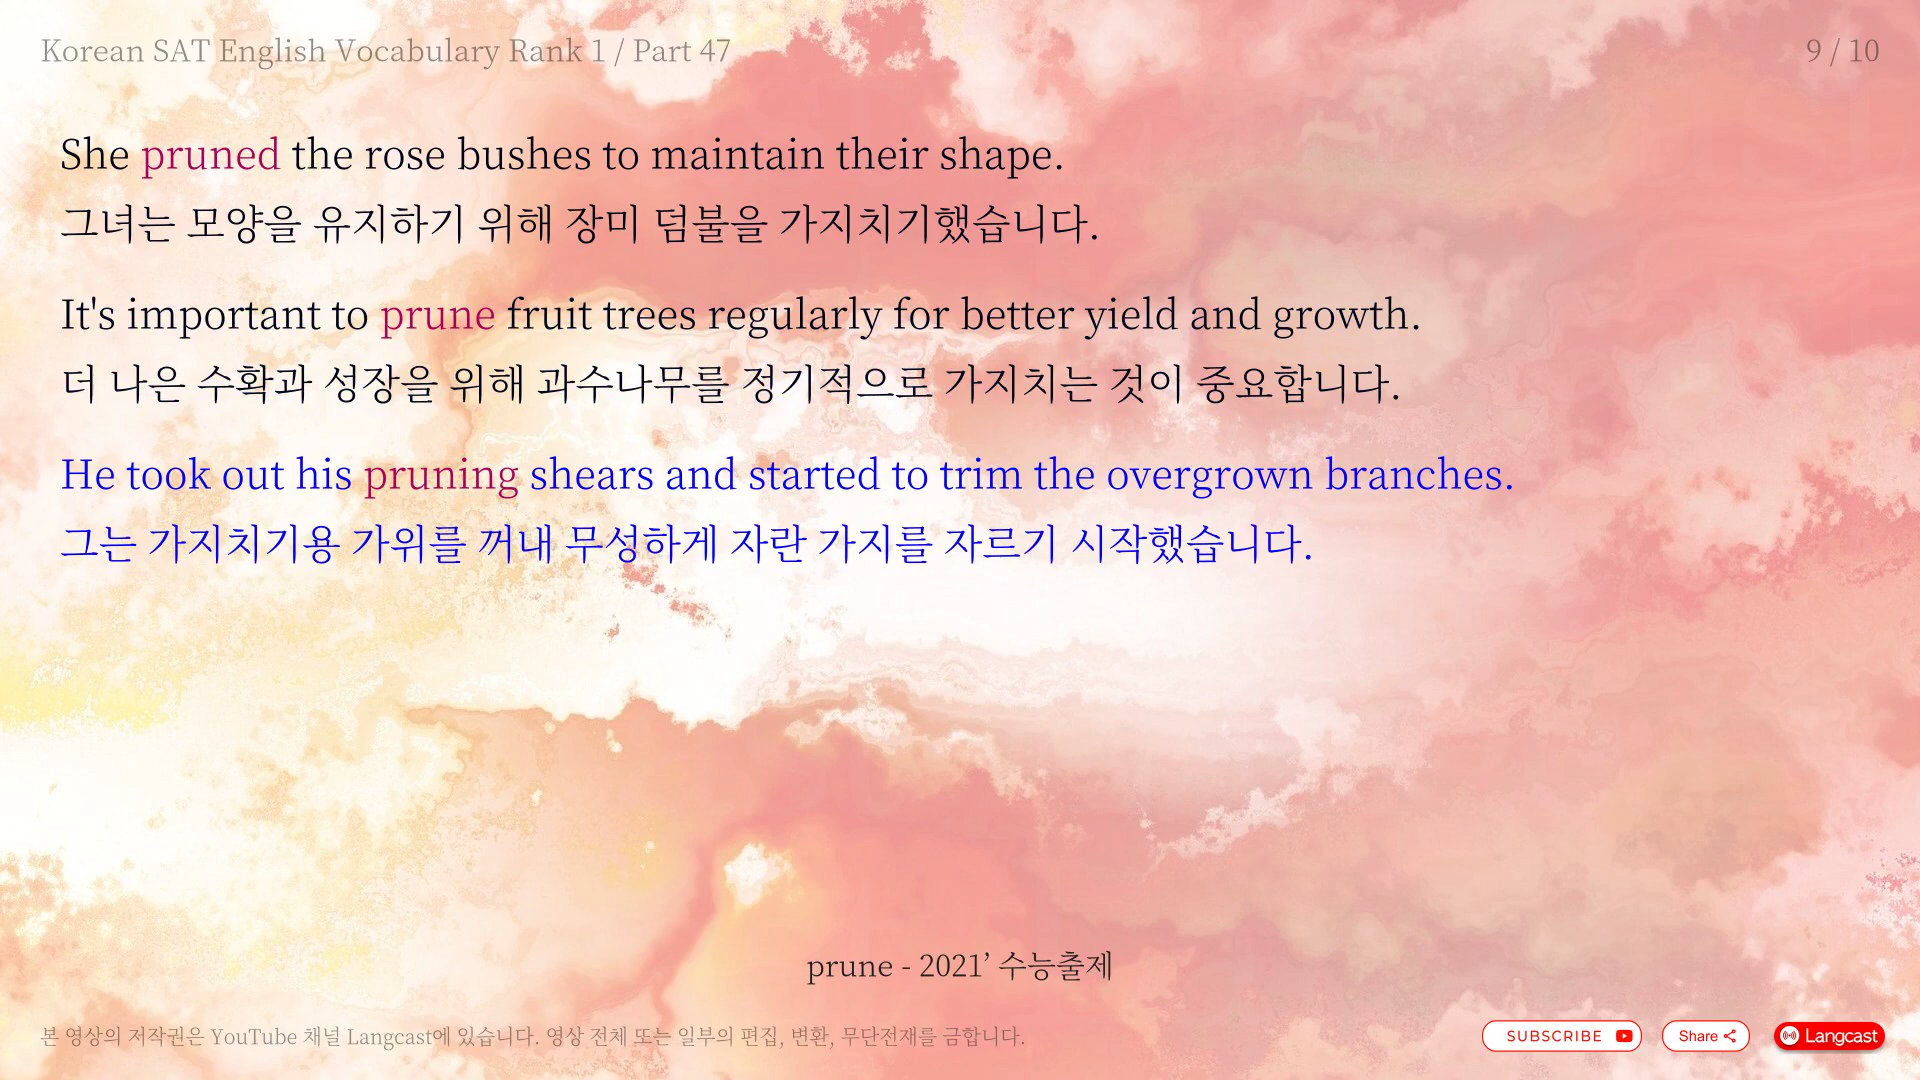 Korean SAT English Vocabulary Rank 1 / Part 47
9 / 10
She pruned the rose bushes to maintain their shape.
그녀는 모양을 유지하기 위해 장미 덤불을 가지치기했습니다.
It's important to prune fruit trees regularly for better yield and growth.
더 나은 수확과 성장을 위해 과수나무를 정기적으로 가지치는 것이 중요합니다.
He took out his pruning shears and started to trim the overgrown branches.
그는 가지치기용 가위를 꺼내 무성하게 자란 가지를 자르기 시작했습니다.
prune - 2021’ 수능출제
본 영상의 저작권은 YouTube 채널 Langcast에 있습니다. 영상 전체 또는 일부의 편집, 변환, 무단전재를 금합니다.
SUBSCRIBE
Share
Langcast